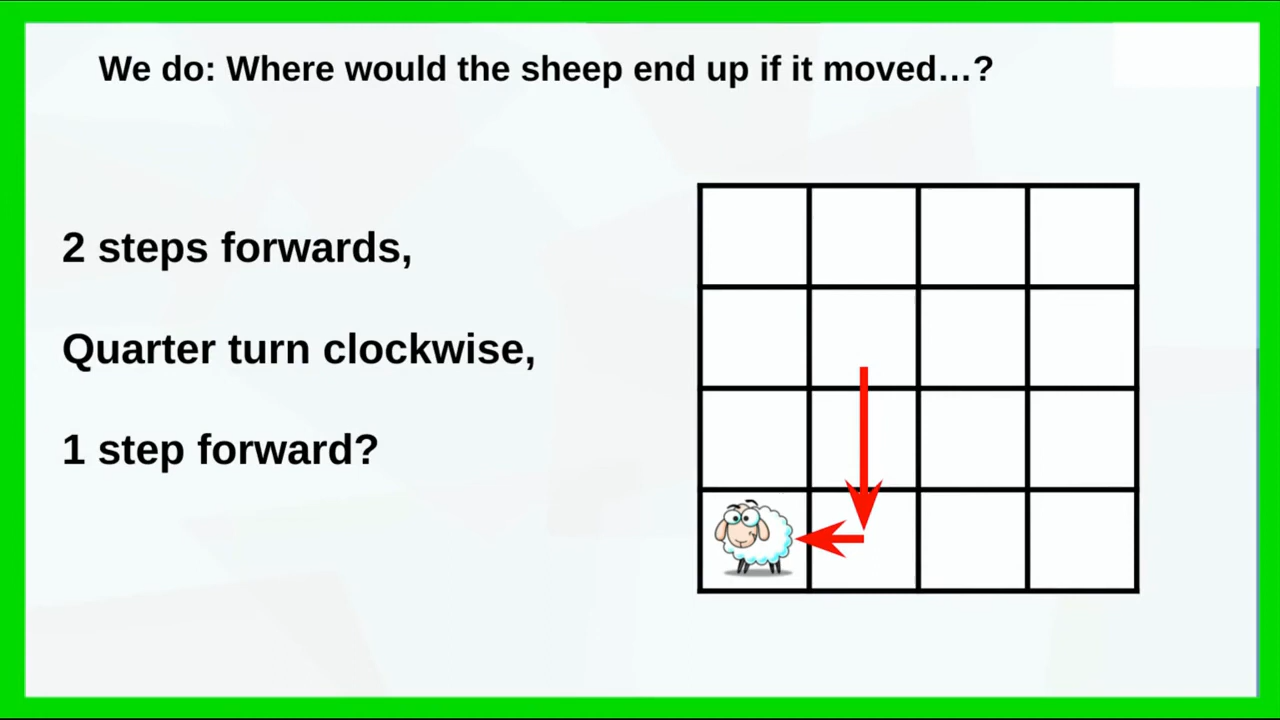 We do: Where would the sheep end up if it moved…?
2 steps forwards,
Quarter turn clockwise,
1 step forward?